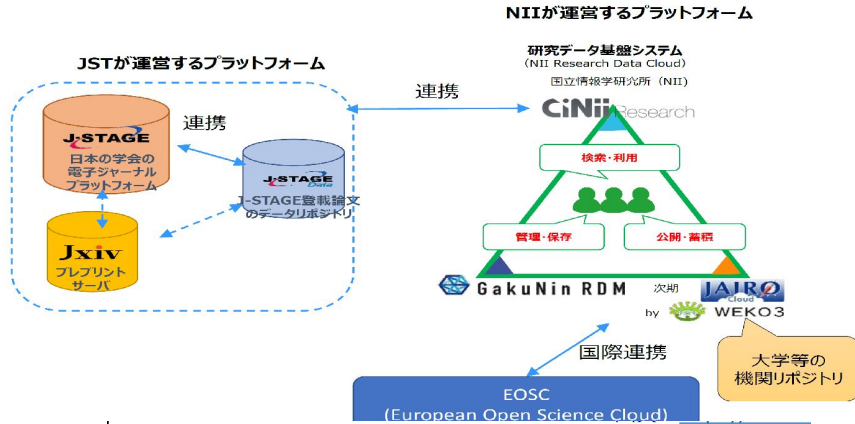 NIIが運営するプラットフォーム
JSTが運営するプラットフォーム
研究データ基盤システム
(NII Research Data Cloud)
国立情報学研究所(NII)
連携
CiNii Research
連携
J-STAGE
日本の学会の
電子ジャーナル
プラットフォーム
J-STAGE Data
J-STAGE登載論文
のデータリポジトリ
検索・利用
管理・保存
公開・蓄積
Jxiv
プレプリント
サーバ
GakuNin RDM
次期
JAIRO
Cloud
by
WEKO3
国際連携
大学等の
機関リポジトリ
EOSC
(European Open Science Cloud)